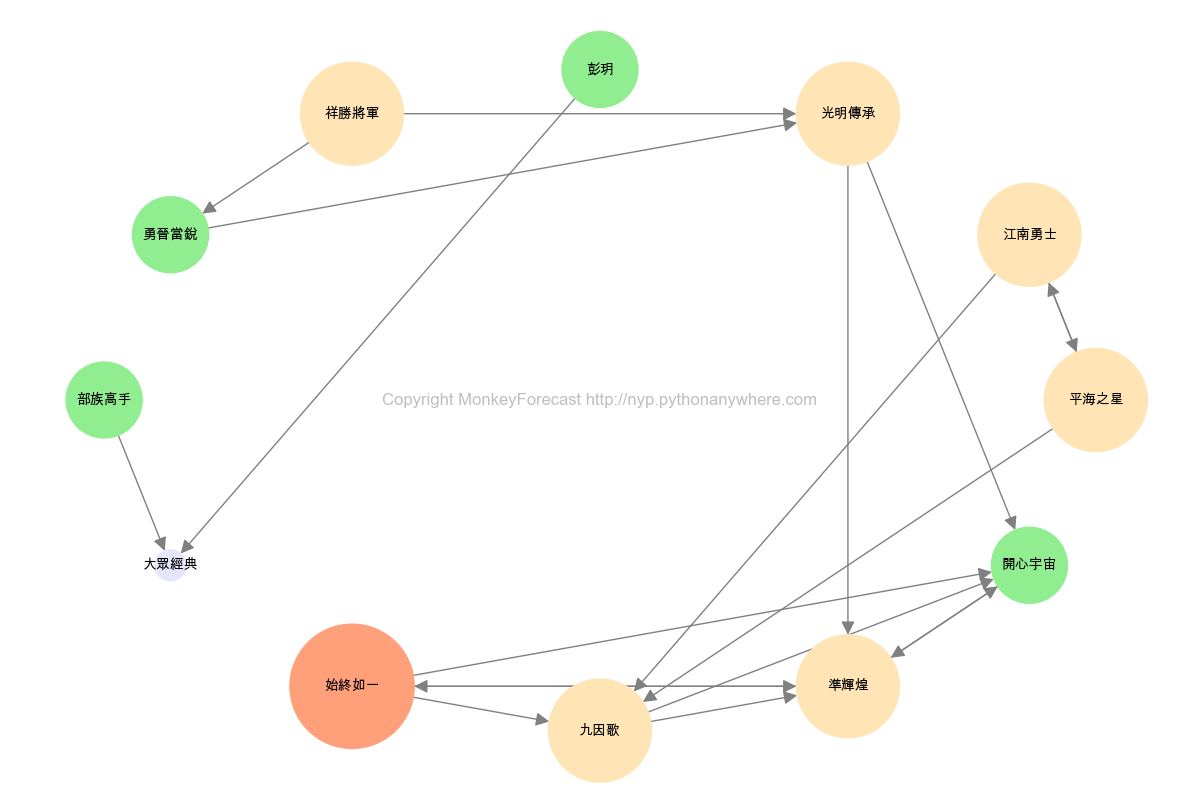 彭玥
祥勝將軍
光明傳承
勇晉當銳
江南勇士
部族高手
Copyright MonkeyForecast http://nyp.pythonanywhere.com
平海之星
大眾經典
開心宇宙
始終如一
準輝煌
九因歌